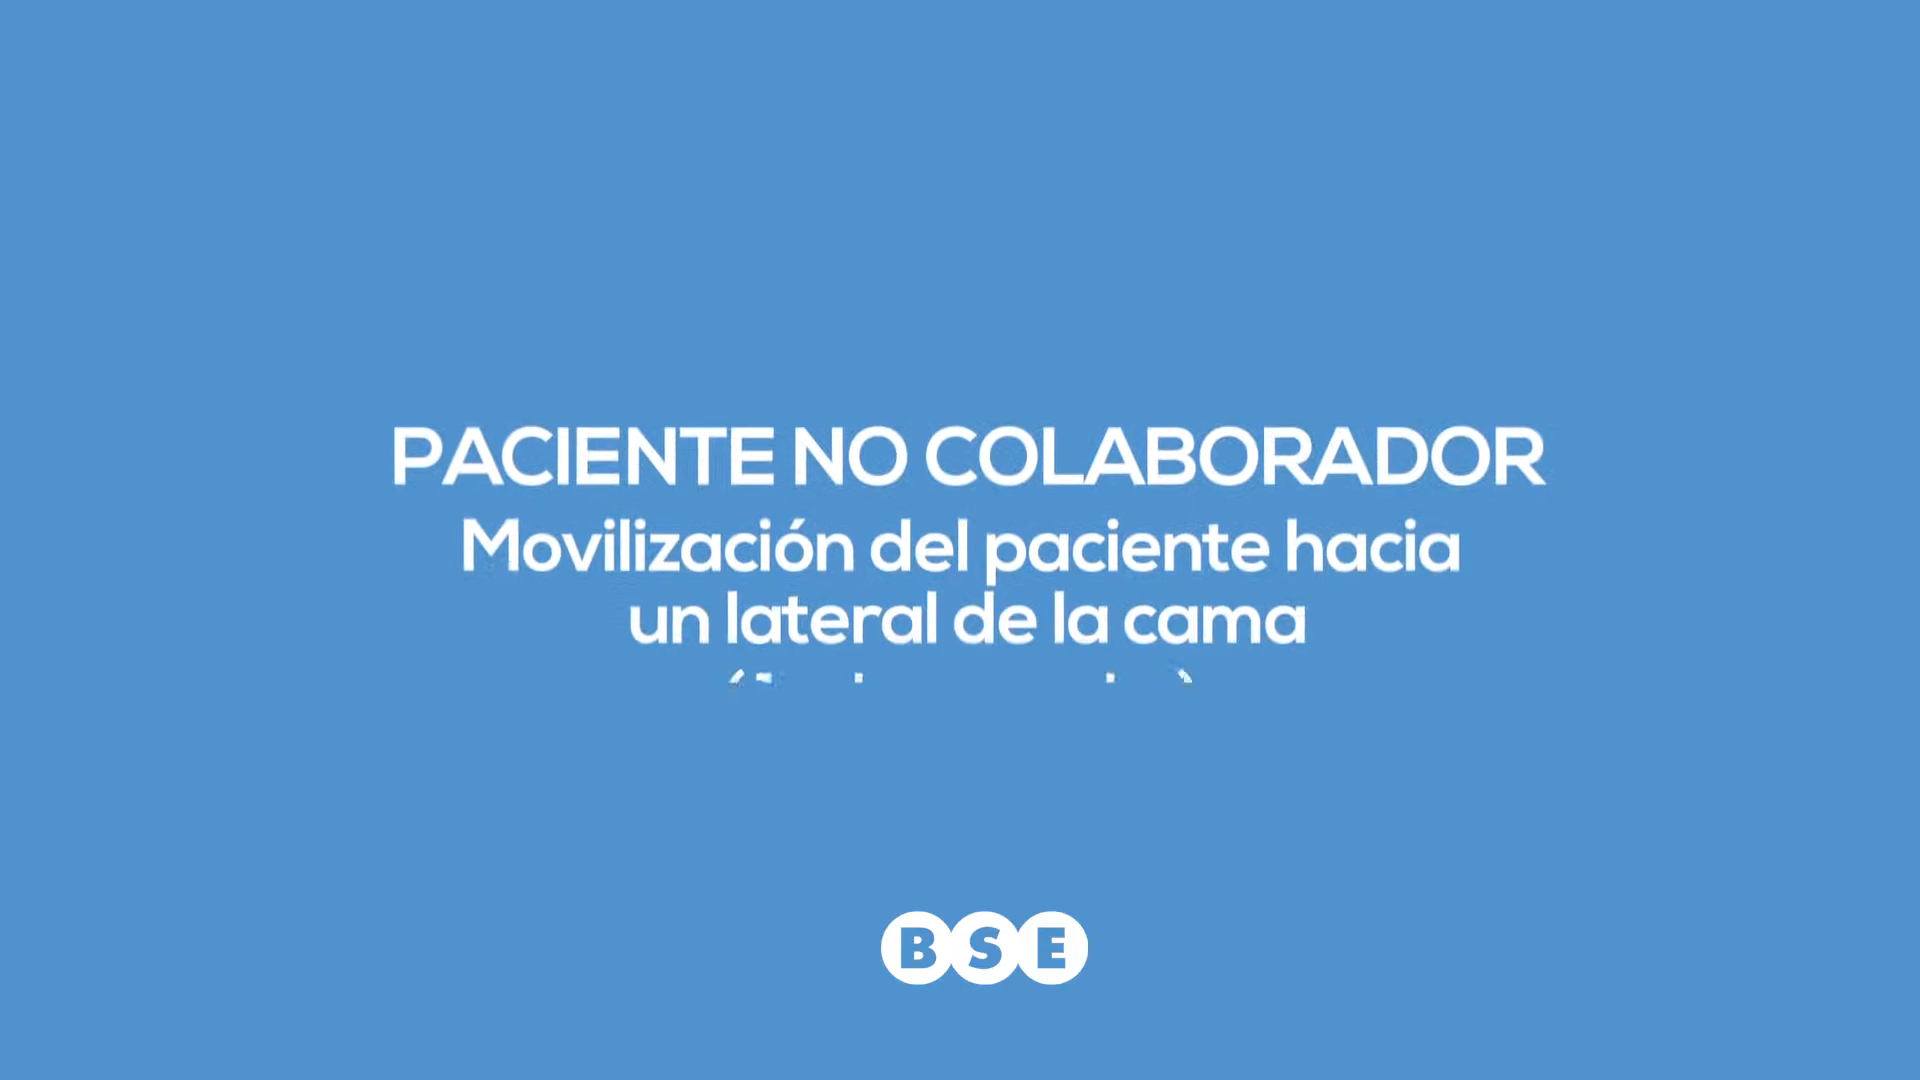 PACIENTE NO COLABORADOR
Movilización del paciente hacia
un lateral de la cama
BSE